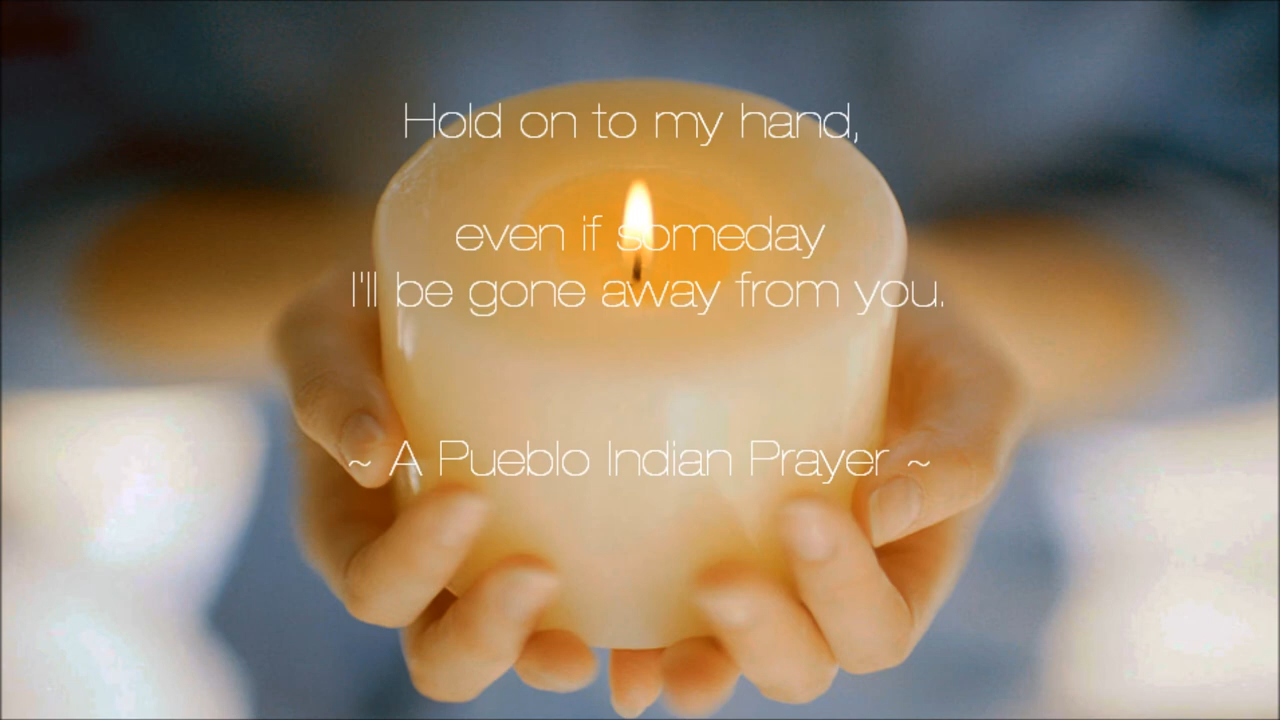 Hold on to my hand,
even if someday
I'll be gone away from you.
~ A Pueblo Indian Prayer ~